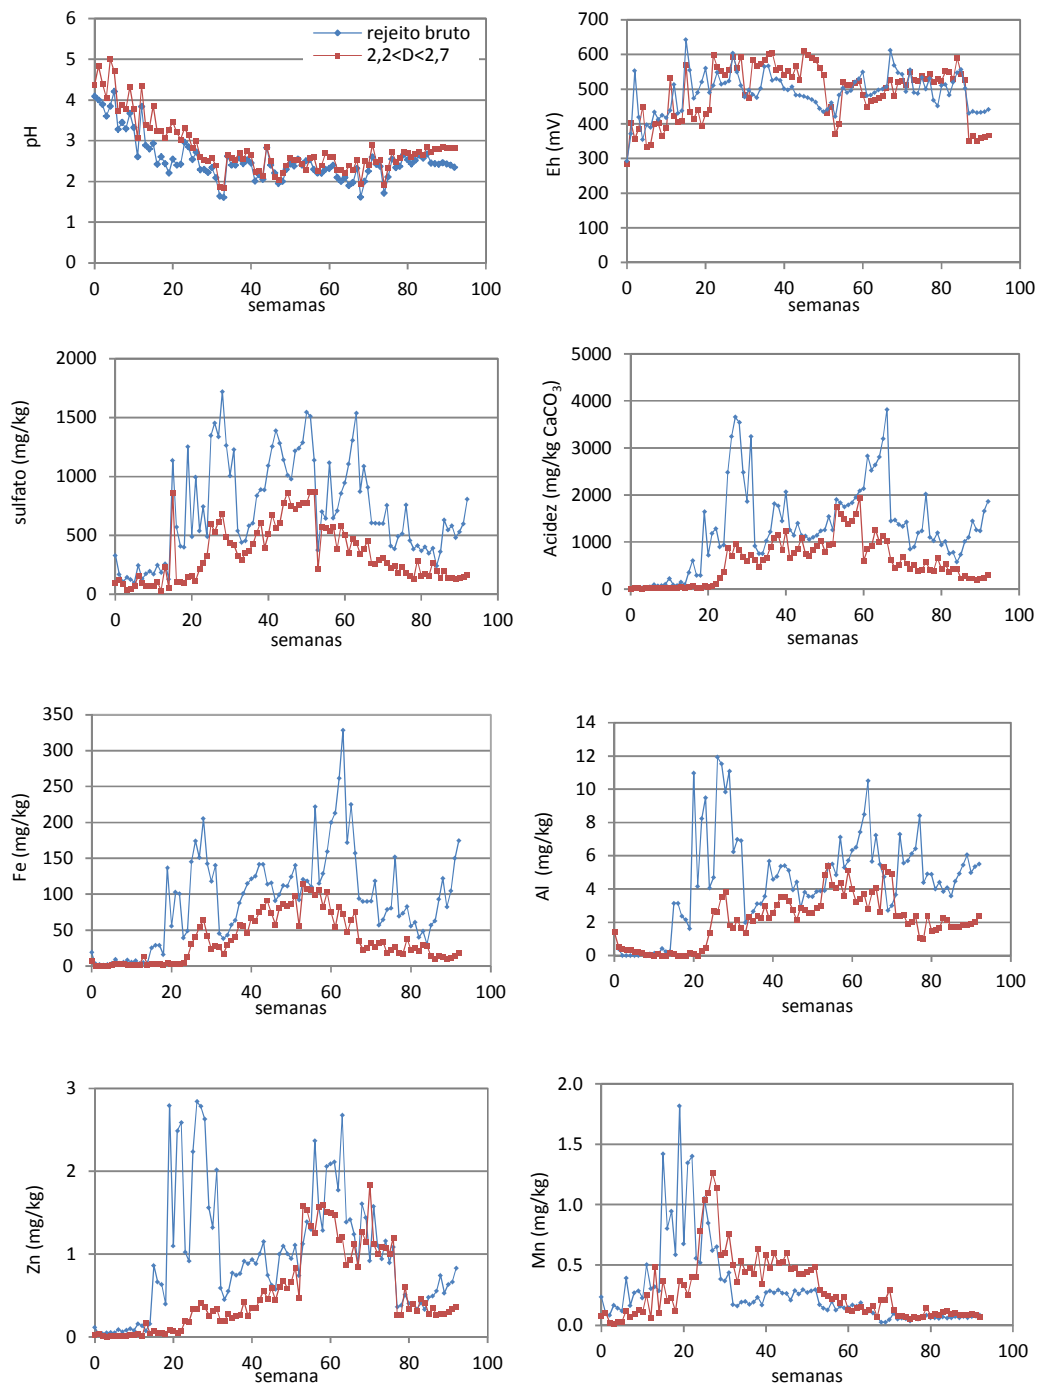 rejeito bruto
2,2<D<2,7
pH
6
5
4
3
2
1
0
0 20 40 60 80 100
semamas
Eh (mV)
700
600
500
400
300
200
100
0
0 20 40 60 80 100
semanas
sulfato (mg/kg)
2000
1500
1000
500
0
0 20 40 60 80 100
semanas
Acidez (mg/kg CaCO3)
5000
4000
3000
2000
1000
0
0 20 40 60 80 100
semanas
Fe (mg/kg)
350
300
250
200
150
100
50
0
0 20 40 60 80 100
semanas
Al (mg/kg)
14
12
10
8
6
4
2
0
0 20 40 60 80 100
semanas
Zn (mg/kg)
3
2
1
0
0 20 40 60 80 100
semana
Mn (mg/kg)
2.0
1.5
1.0
0.5
0.0
0 20 40 60 80 100
semanas